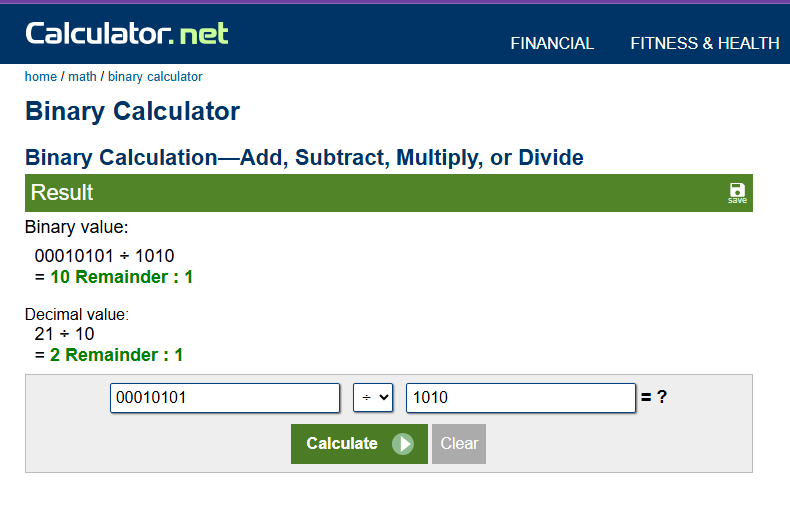 Calculator.net
FINANCIAL FITNESS & HEALTH
home / math / binary calculator
Binary Calculator
Binary Calculation—Add, Subtract, Multiply, or Divide
Result
save
Binary value:
00010101 ÷ 1010
= 10 Remainder : 1
Decimal value:
21 ÷ 10
= 2 Remainder : 1
00010101 ÷ 1010 = ?
Calculate Clear